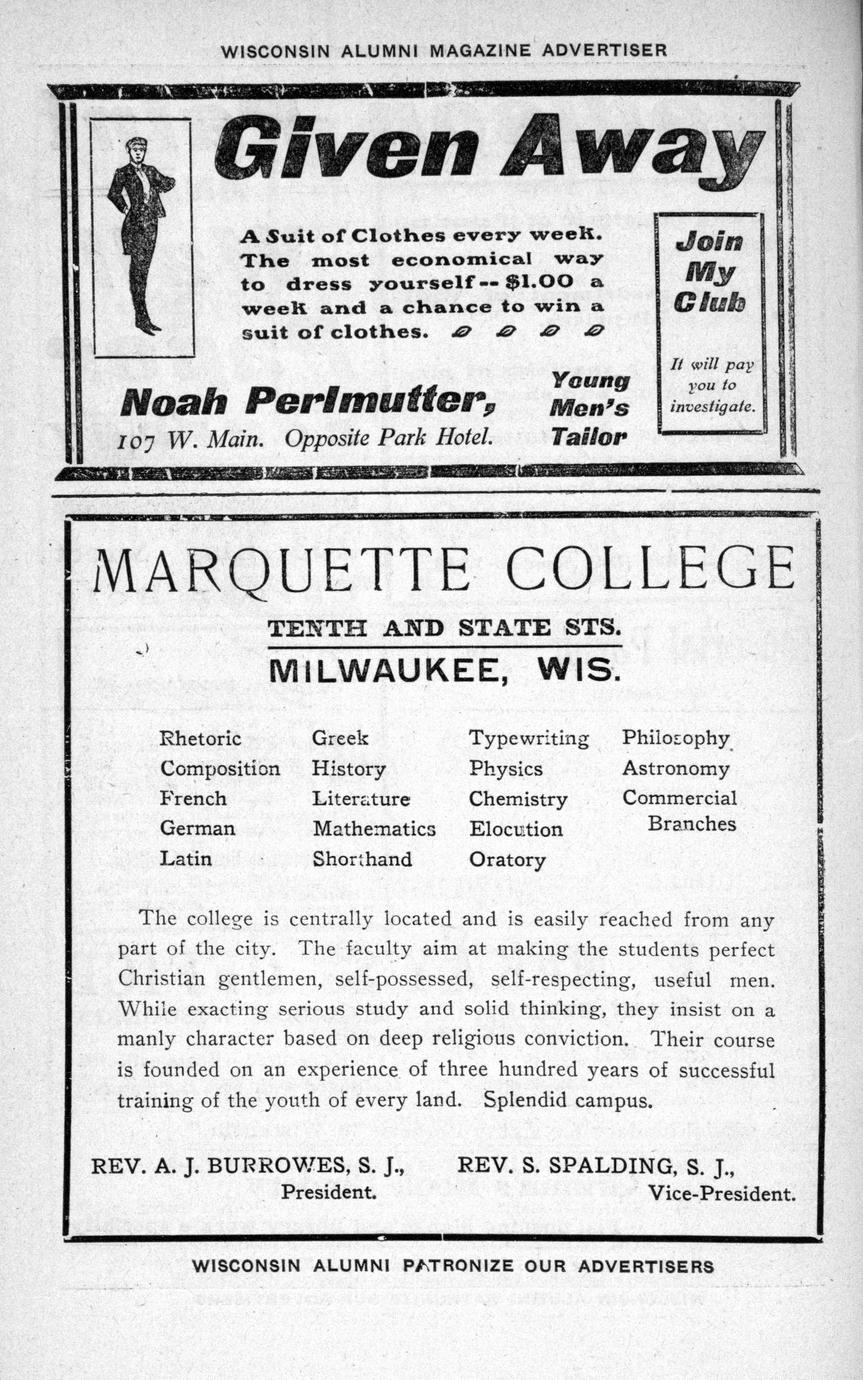 WISCONSIN ALUMNI MAGAZINE ADVERTISER
Given Away
A Suit of Clothes every week.
The most economical way
to dress yourself--$1.00 a
week and a chance to win a
suit of clothes.
Join
My
Club
It will pay
you to
investigate.
Noah Perlmutter,
107 W. Main. Opposite Park Hotel.
Young
Men's
Tailor
MARQUETTE COLLEGE
TENTH AND STATE STS.
MILWAUKEE, WIS.
Rhetoric Greek Typewriting Philosophy
Composition History Physics Astronomy
French Literature Chemistry Commercial
German Mathematics Elocution Branches
Latin Shorthand Oratory
The college is centrally located and is easily reached from any
part of the city. The faculty aim at making the students perfect
Christian gentlemen, self-possessed, self-respecting, useful men.
While exacting serious study and solid thinking, they insist on a
manly character based on deep religious conviction. Their course
is founded on an experience of three hundred years of successful
training of the youth of every land. Splendid campus.
REV. A. J. BURROWES, S. J., REV. S. SPALDING, S. J.,
President. Vice-President.
WISCONSIN ALUMNI PATRONIZE OUR ADVERTISERS